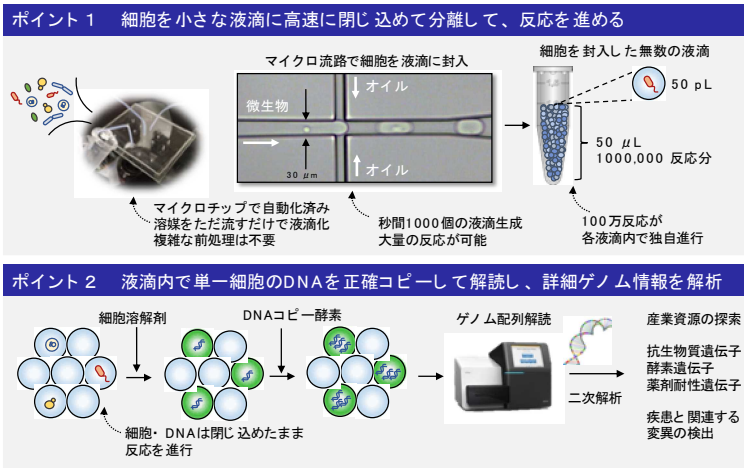 ポイント１　細胞を小さな液滴に高速に閉じ込めて分離して、反応を進める
マイクロ流路で細胞を液滴に封入
細胞を封入した無数の液滴
オイル
微生物
30 μm
オイル
50 pL
50 μL
1000,000 反応分
マイクロチップで自動化済み
溶媒をただ流すだけで液滴化
複雑な前処理は不要
秒間1000個の液滴生成
大量の反応が可能
100万反応が
各液滴内で独自進行
ポイント２　液滴内で単一細胞のDNAを正確コピーして解読し、詳細ゲノム情報を解析
細胞溶解剤
DNAコピー酵素
ゲノム配列解読
二次解析
産業資源の探索
抗生物質遺伝子
酵素遺伝子
薬剤耐性遺伝子
疾患と関連する
変異の検出
細胞・DNAは閉じ込めたまま
反応を進行